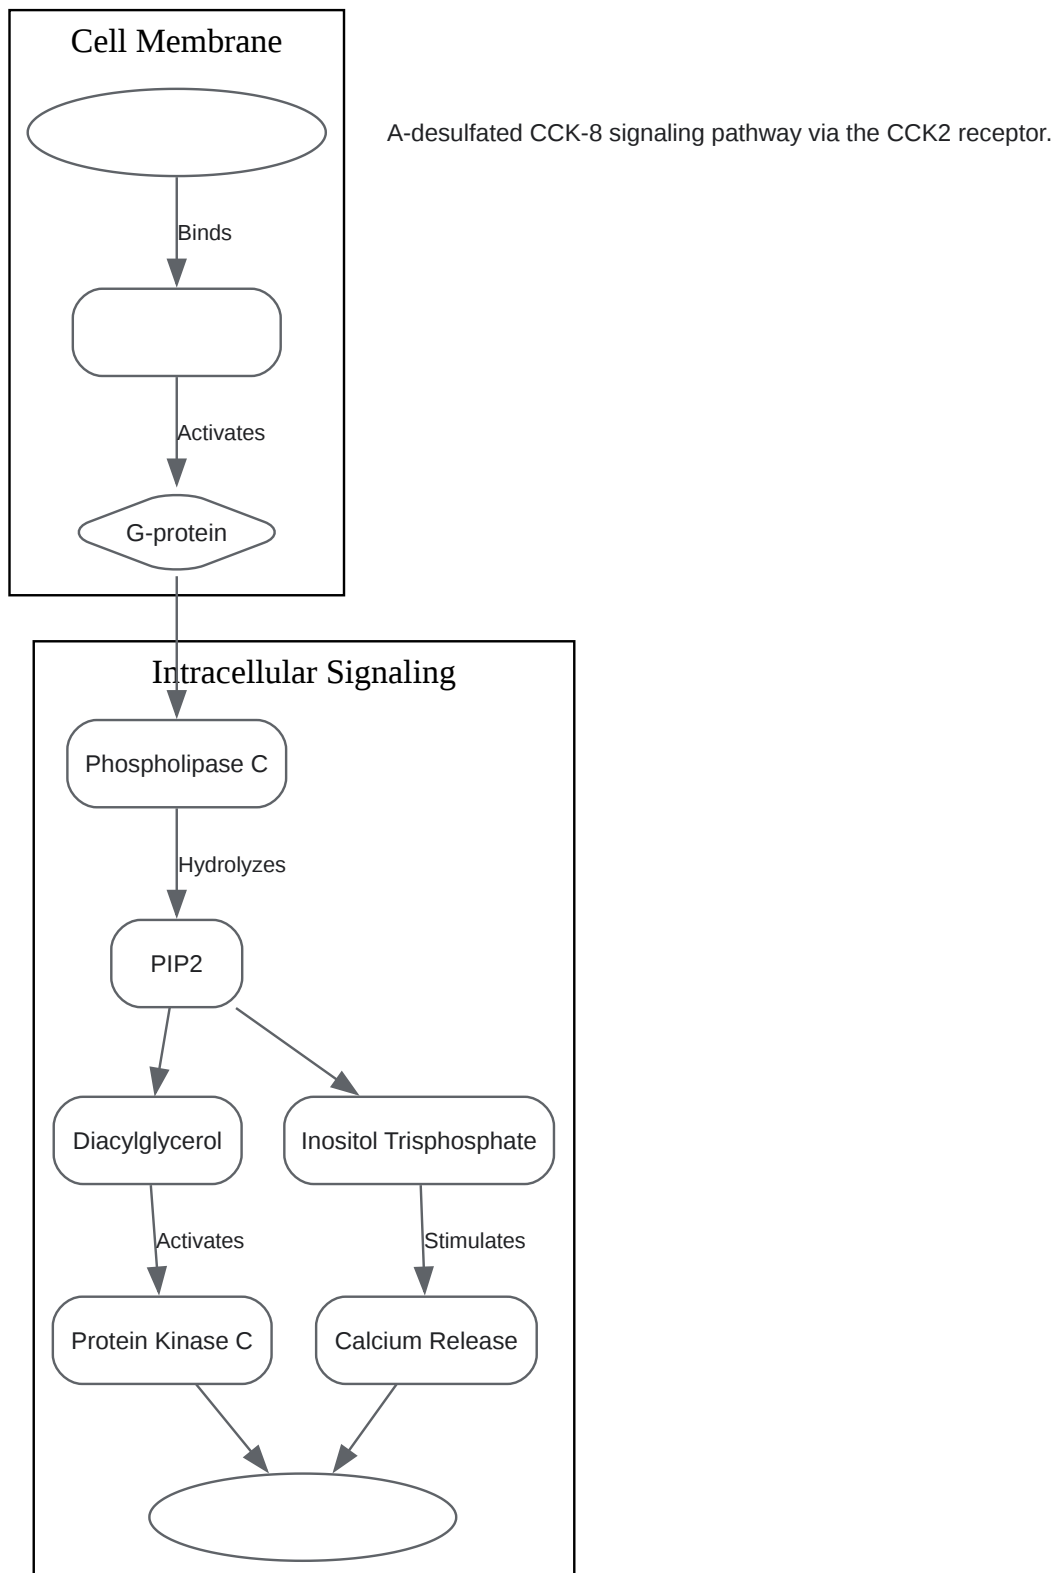 Cell Membrane
A-desulfated CCK-8 signaling pathway via the CCK2 receptor.
Binds
Activates
G-protein
Intracellular Signaling
Phospholipase C
Hydrolyzes
PIP2
Diacylglycerol
Inositol Trisphosphate
Activates
Stimulates
Protein Kinase C
Calcium Release